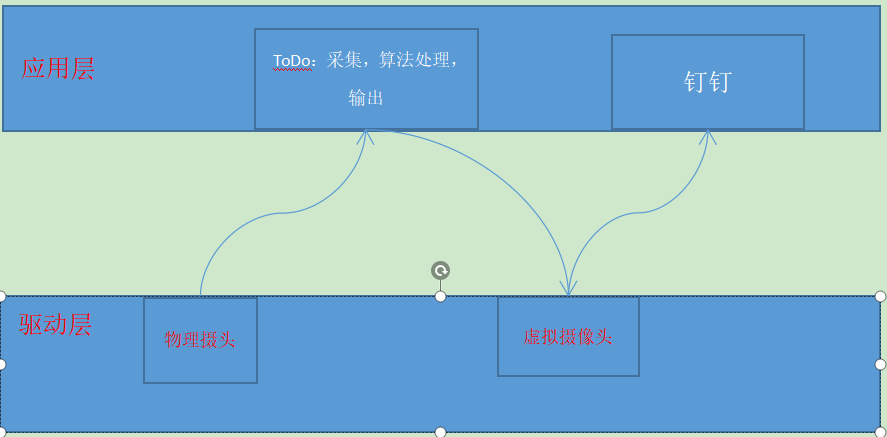 应用层
ToDo：采集，算法处理，
输出
钉钉
驱动层
物理摄头
虚拟摄像头